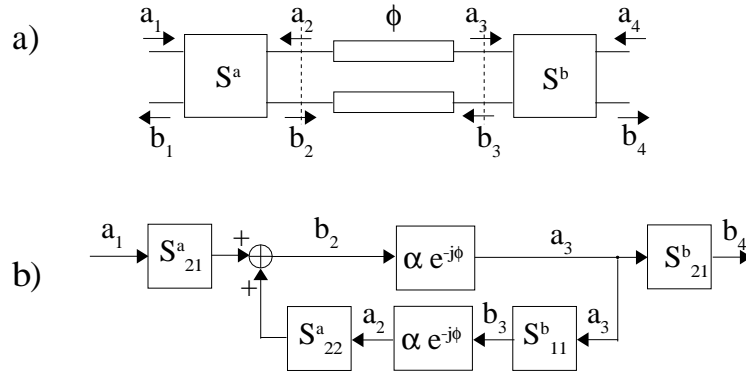 a)
a₁ a₂ ϕ a₃ a₄
Sᵃ Sᵇ
b₁ b₂ b₃ b₄
b)
a₁ Sᵃ₂₁ + b₂ α e⁻ʲᵠ a₃ Sᵇ₂₁ b₄
+ Sᵃ₂₂ a₂ α e⁻ʲᵠ b₃ Sᵇ₁₁ a₃